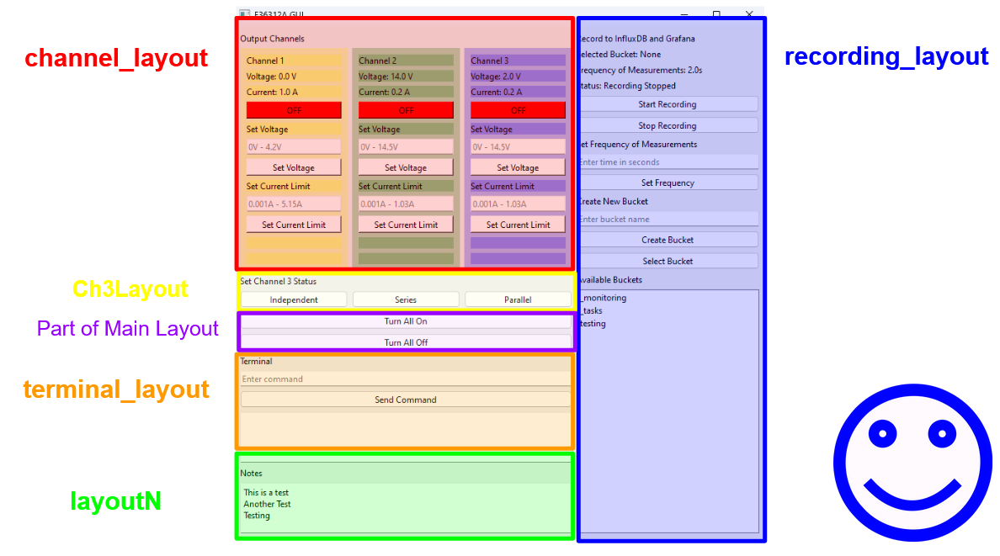 E36312A GUI
channel_layout
Output Channels
Channel 1
Voltage: 0.0 V
Current: 1.0 A
OFF
Set Voltage
0V - 4.2V
Set Voltage
Set Current Limit
0.001A - 5.15A
Set Current Limit
Channel 2
Voltage: 14.0 V
Current: 0.2 A
OFF
Set Voltage
0V - 14.5V
Set Voltage
Set Current Limit
0.001A - 1.03A
Set Current Limit
Channel 3
Voltage: 2.0 V
Current: 0.2 A
OFF
Set Voltage
0V - 14.5V
Set Voltage
Set Current Limit
0.001A - 1.03A
Set Current Limit
Ch3Layout
Set Channel 3 Status
Independent
Series
Parallel
Part of Main Layout
Turn All On
Turn All Off
terminal_layout
Terminal
Enter command
Send Command
layoutN
Notes
This is a test
Another Test
Testing
recording_layout
Record to InfluxDB and Grafana
Selected Bucket: None
Frequency of Measurements: 2.0s
Status: Recording Stopped
Start Recording
Stop Recording
Set Frequency of Measurements
Enter time in seconds
Set Frequency
Create New Bucket
Enter bucket name
Create Bucket
Select Bucket
Available Buckets
_monitoring
_tasks
testing